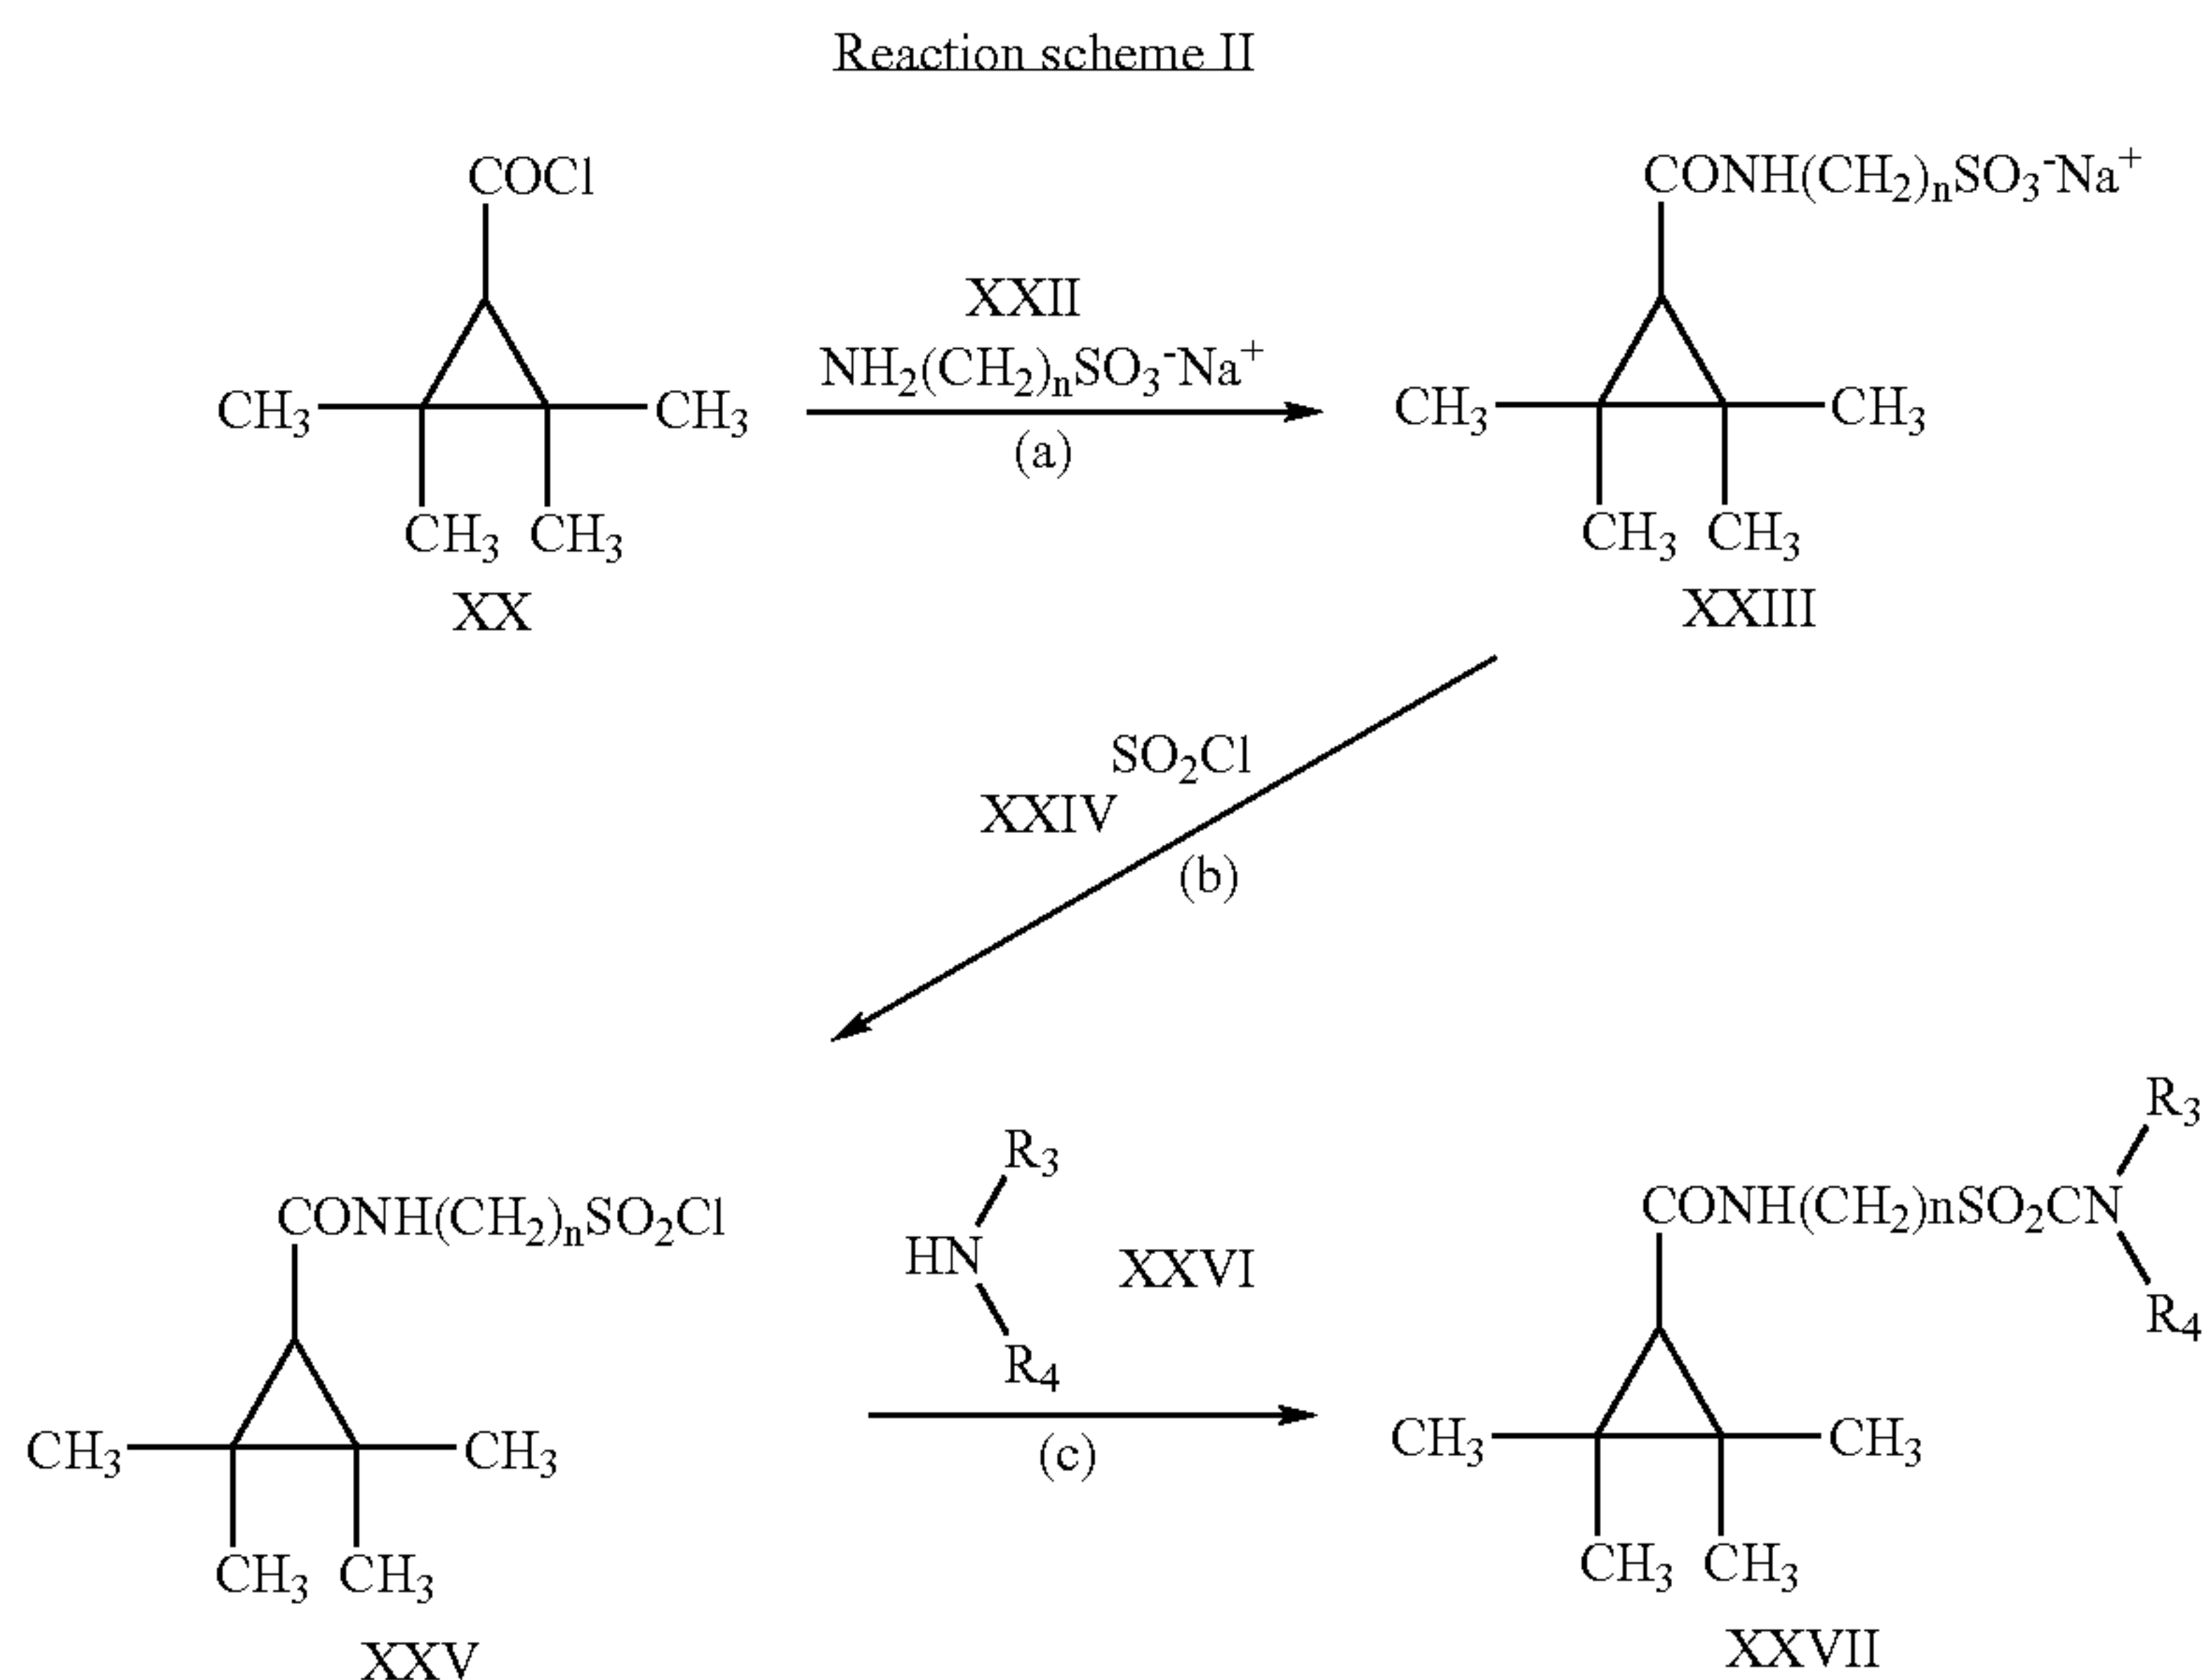 Reaction scheme II
COCl
CH₃
CH₃
CH₃ CH₃
XX
XXII
NH₂(CH₂)ₙSO₃⁻Na⁺
(a)
CONH(CH₂)ₙSO₃⁻Na⁺
CH₃
CH₃
CH₃ CH₃
XXIII
SO₂Cl
XXIV
(b)
CONH(CH₂)ₙSO₂Cl
CH₃
CH₃
CH₃ CH₃
XXV
R₃
HN
XXVI
R₄
(c)
R₃
CONH(CH₂)nSO₂CN
R₄
CH₃
CH₃
CH₃ CH₃
XXVII